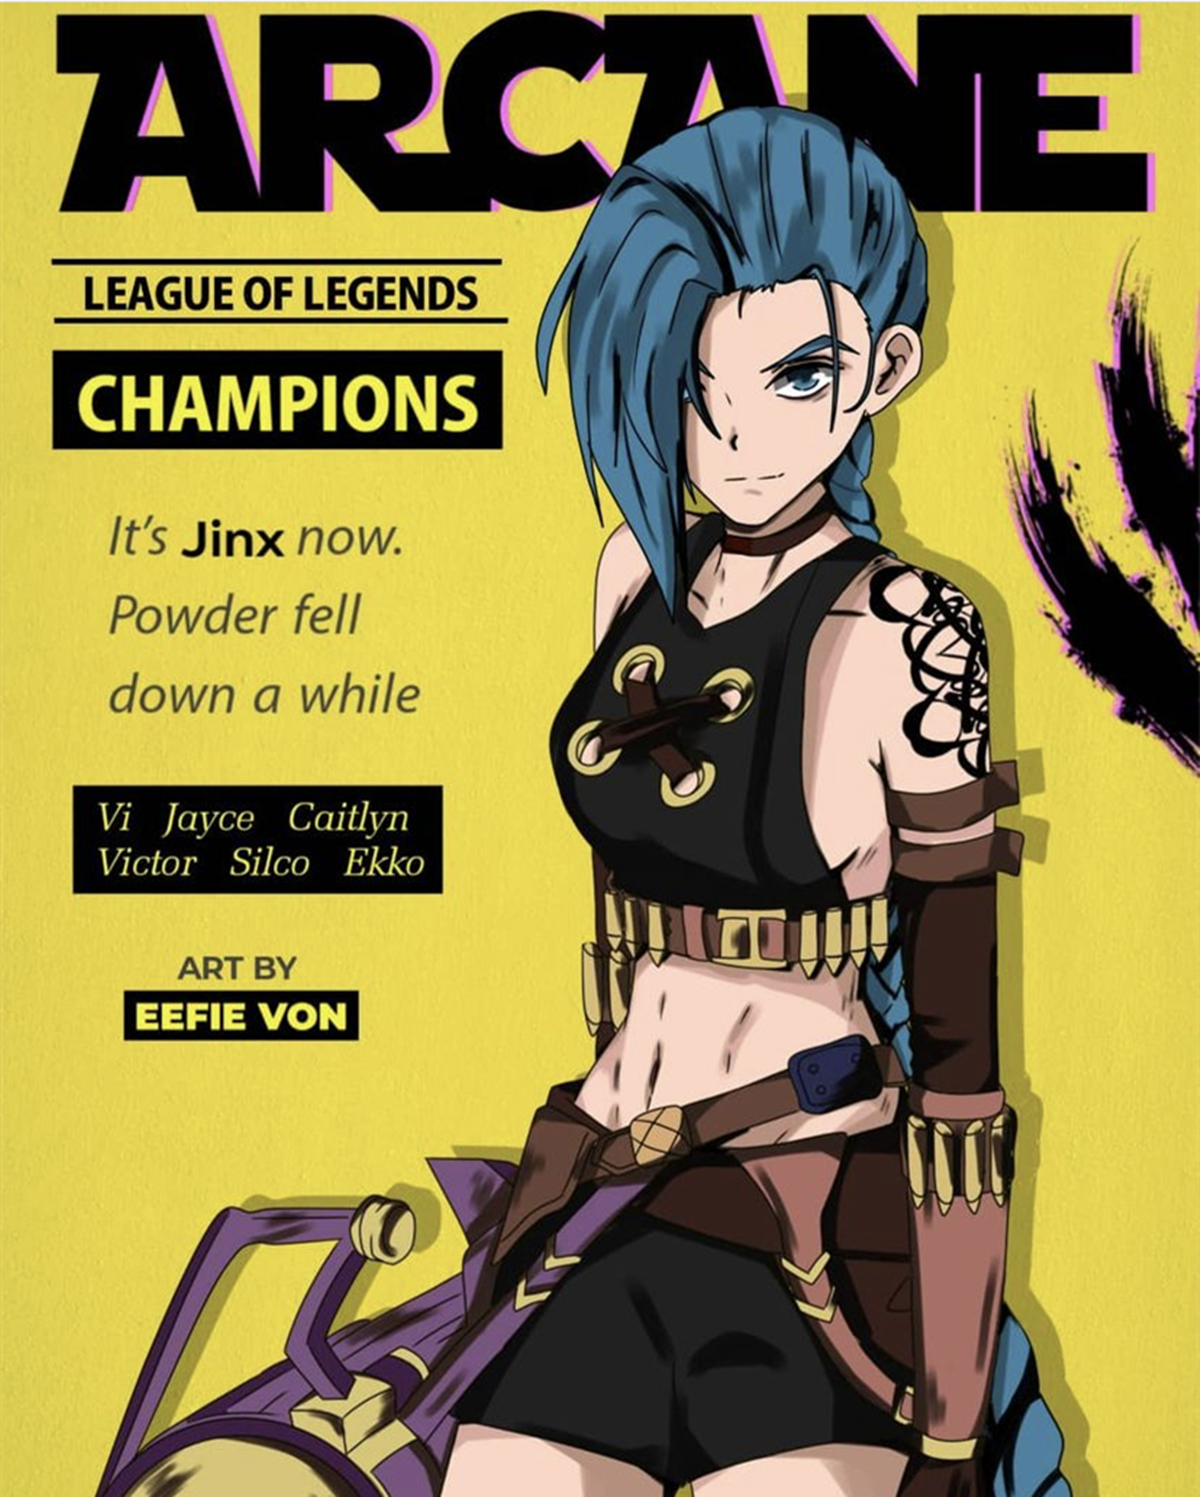 ARCANE
LEAGUE OF LEGENDS
CHAMPIONS
It's Jinx now.
Powder fell
down a while
Vi Jayce Caitlyn
Victor Silco Ekko
ART BY
EEFIE VON